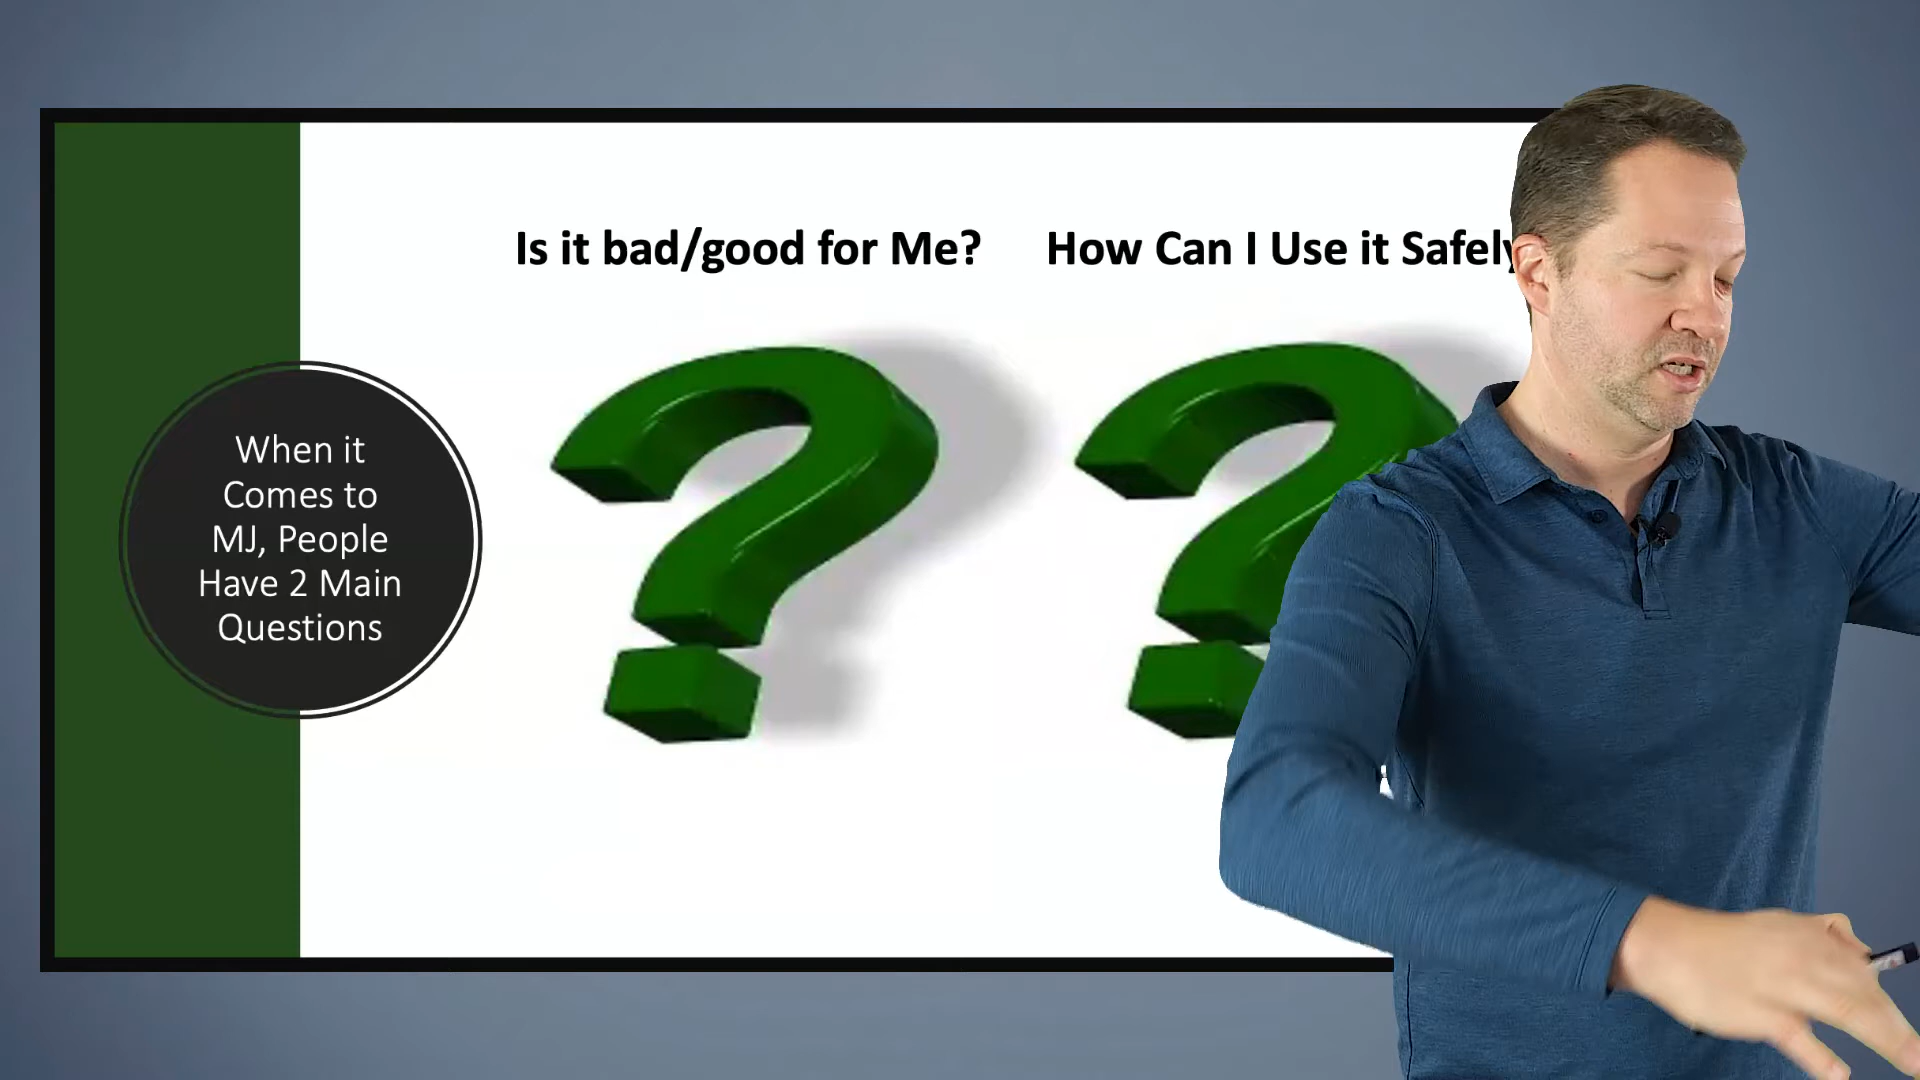 Is it bad/good for Me?
How Can I Use it Safely
When it
Comes to
MJ, People
Have 2 Main
Questions